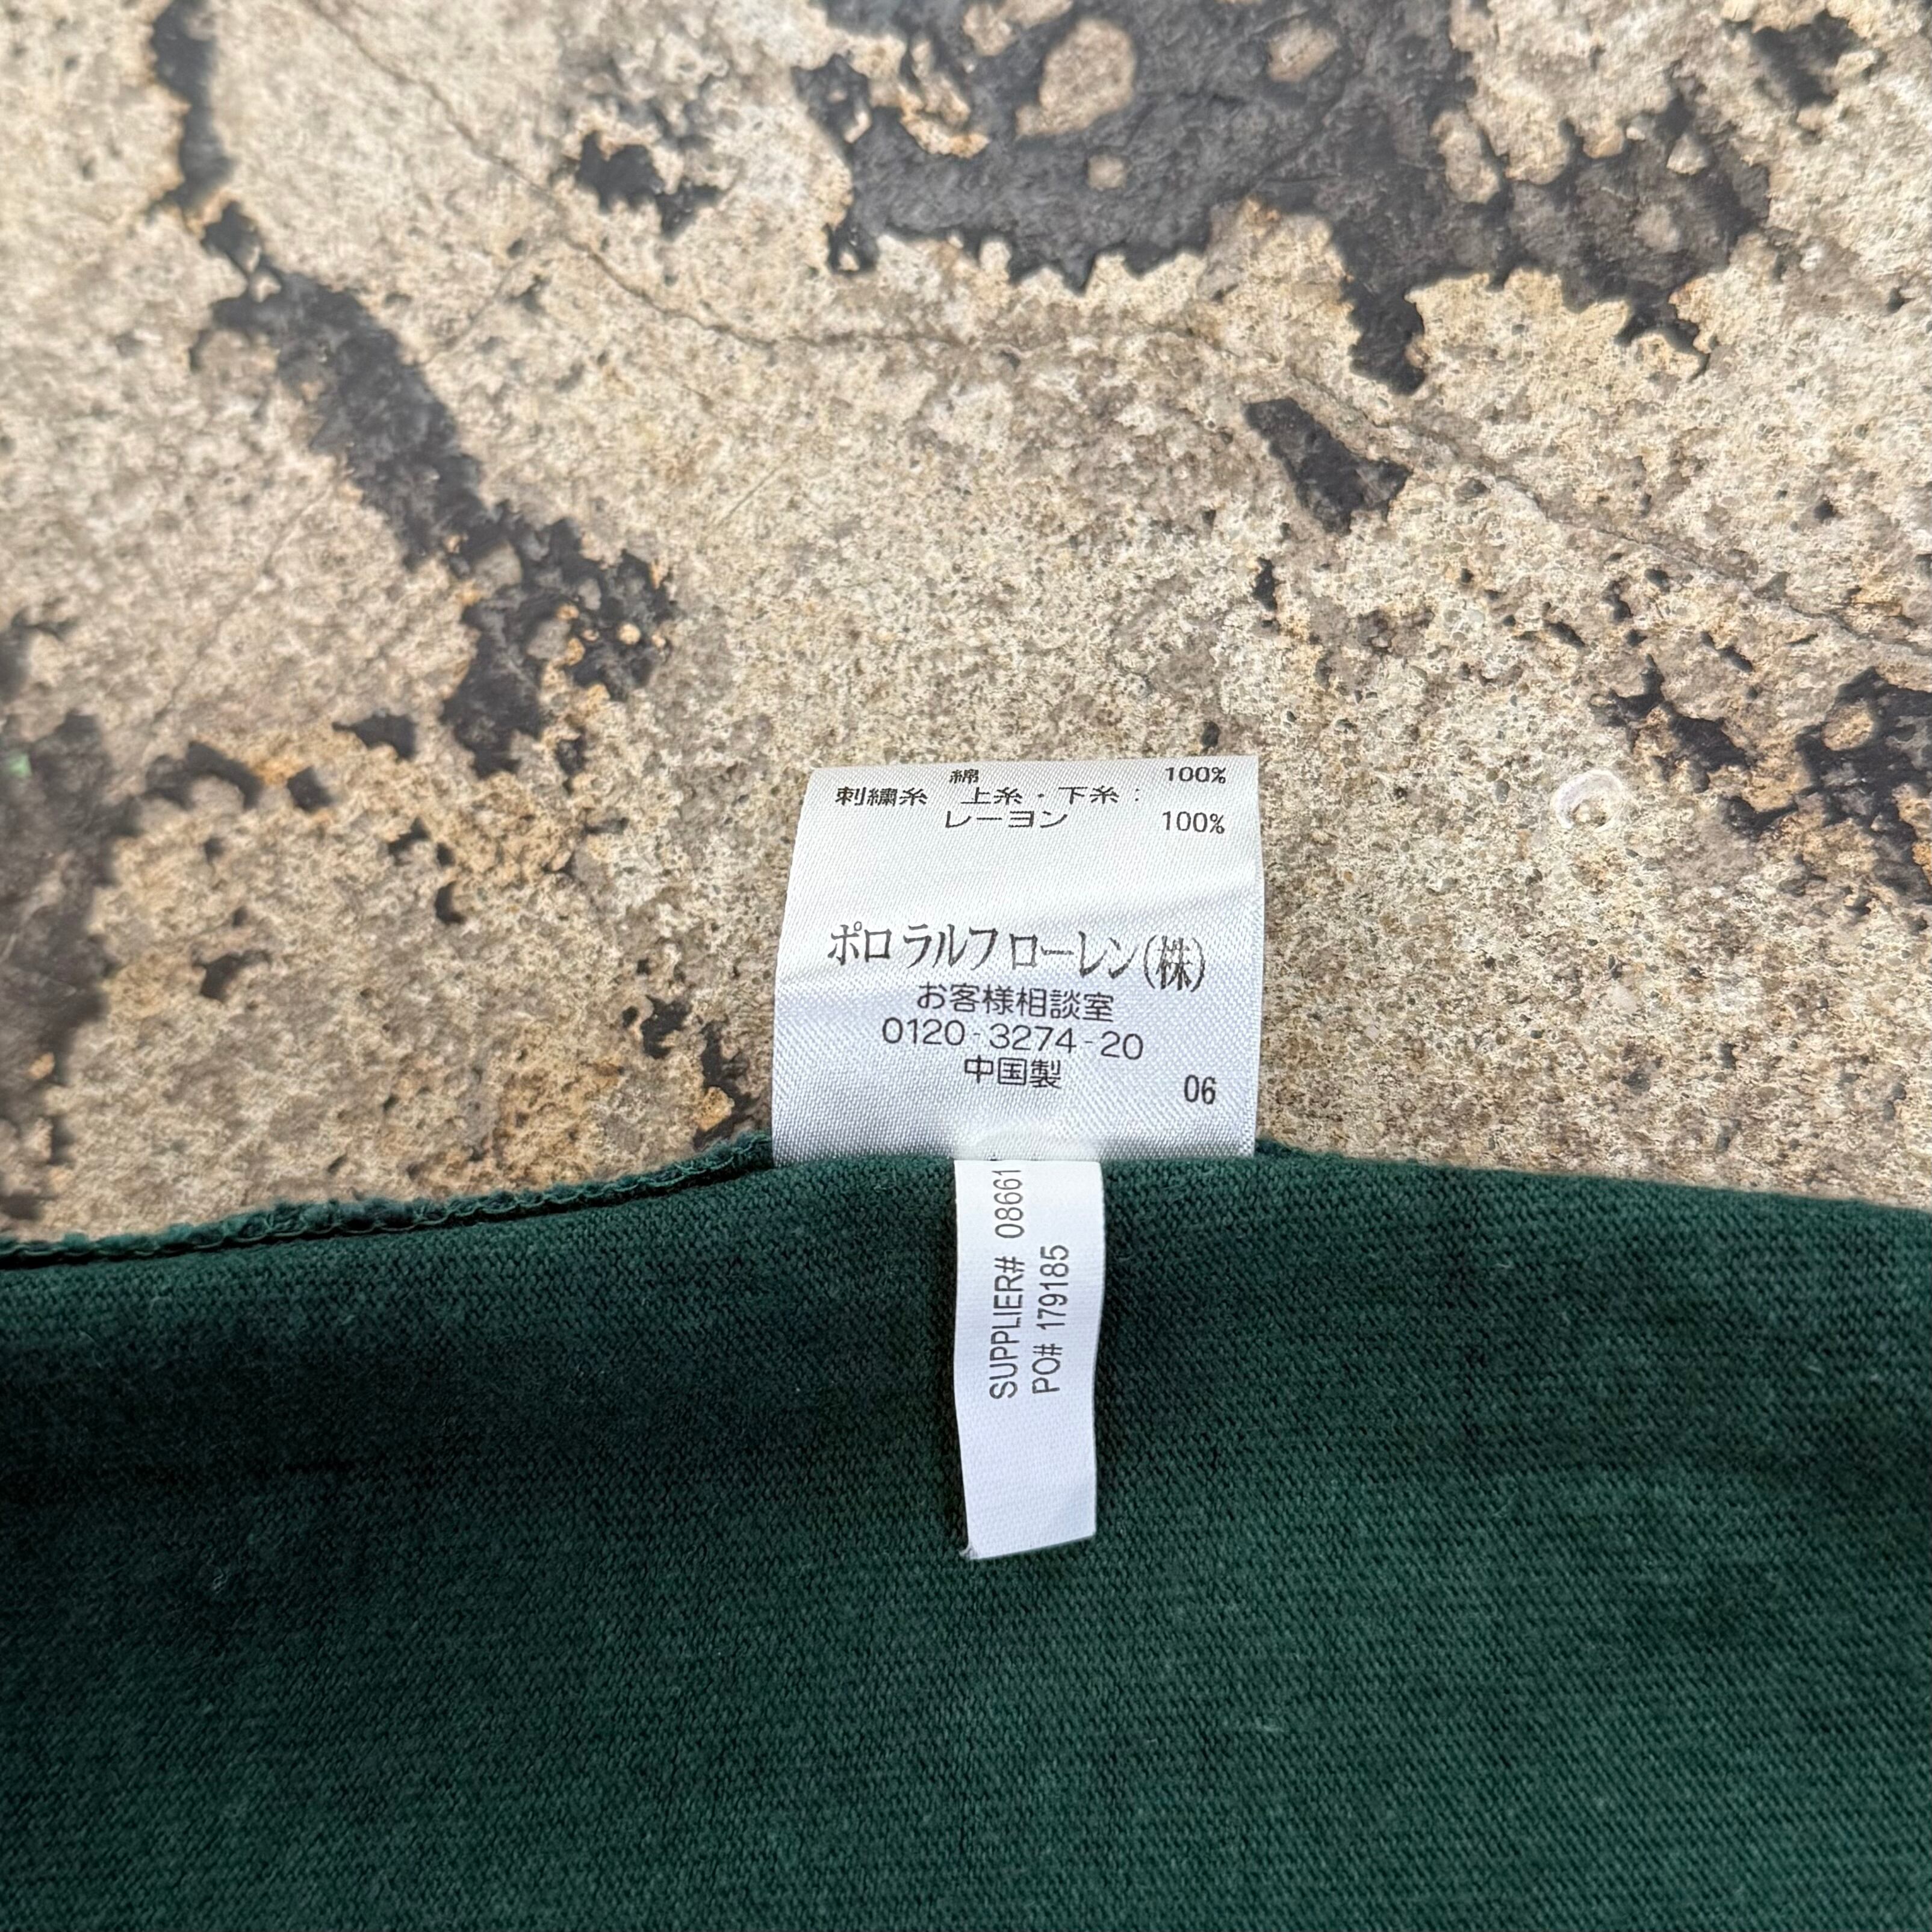 綿 100%
刺繍糸 上糸・下糸:
レーヨン 100%
ポロ ラルフ ローレン(株)
お客様相談室
0120-3274-20
中国製
06
SUPPLIER# 08661
PO# 179185